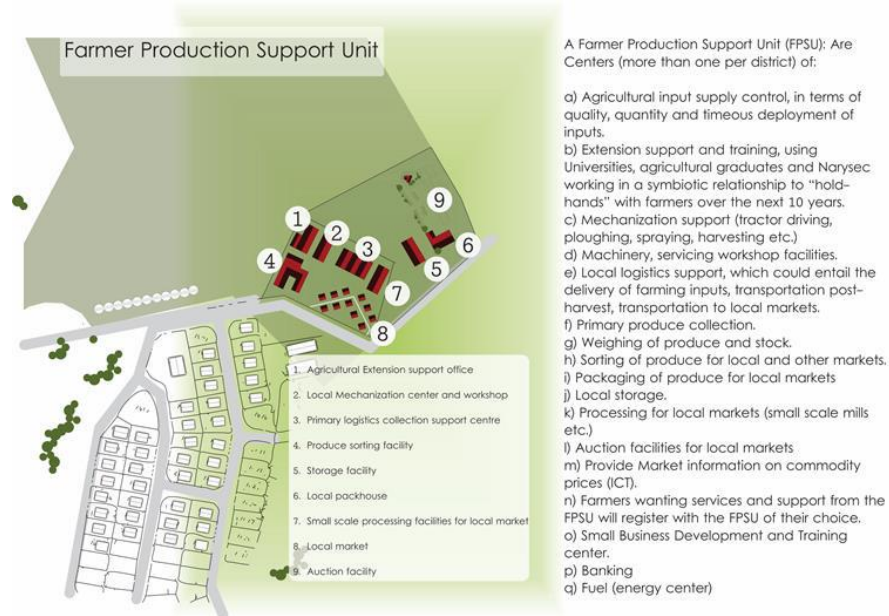 Farmer Production Support Unit
1
2
3
4
5
6
7
8
9
1. Agricultural Extension support office
2. Local Mechanization center and workshop
3. Primary logistics collection support centre
4. Produce sorting facility
5. Storage facility
6. Local packhouse
7. Small scale processing facilities for local market
8. Local market
9. Auction facility
A Farmer Production Support Unit (FPSU): Are
Centers (more than one per district) of:
a) Agricultural input supply control, in terms of
quality, quantity and timeous deployment of
inputs.
b) Extension support and training, using
Universities, agricultural graduates and Narysec
working in a symbiotic relationship to “hold-
hands” with farmers over the next 10 years.
c) Mechanization support (tractor driving,
ploughing, spraying, harvesting etc.)
d) Machinery, servicing workshop facilities.
e) Local logistics support, which could entail the
delivery of farming inputs, transportation post-
harvest, transportation to local markets.
f) Primary produce collection.
g) Weighing of produce and stock.
h) Sorting of produce for local and other markets.
i) Packaging of produce for local markets
j) Local storage.
k) Processing for local markets (small scale mills
etc.)
l) Auction facilities for local markets
m) Provide Market information on commodity
prices (ICT).
n) Farmers wanting services and support from the
FPSU will register with the FPSU of their choice.
o) Small Business Development and Training
center.
p) Banking
q) Fuel (energy center)